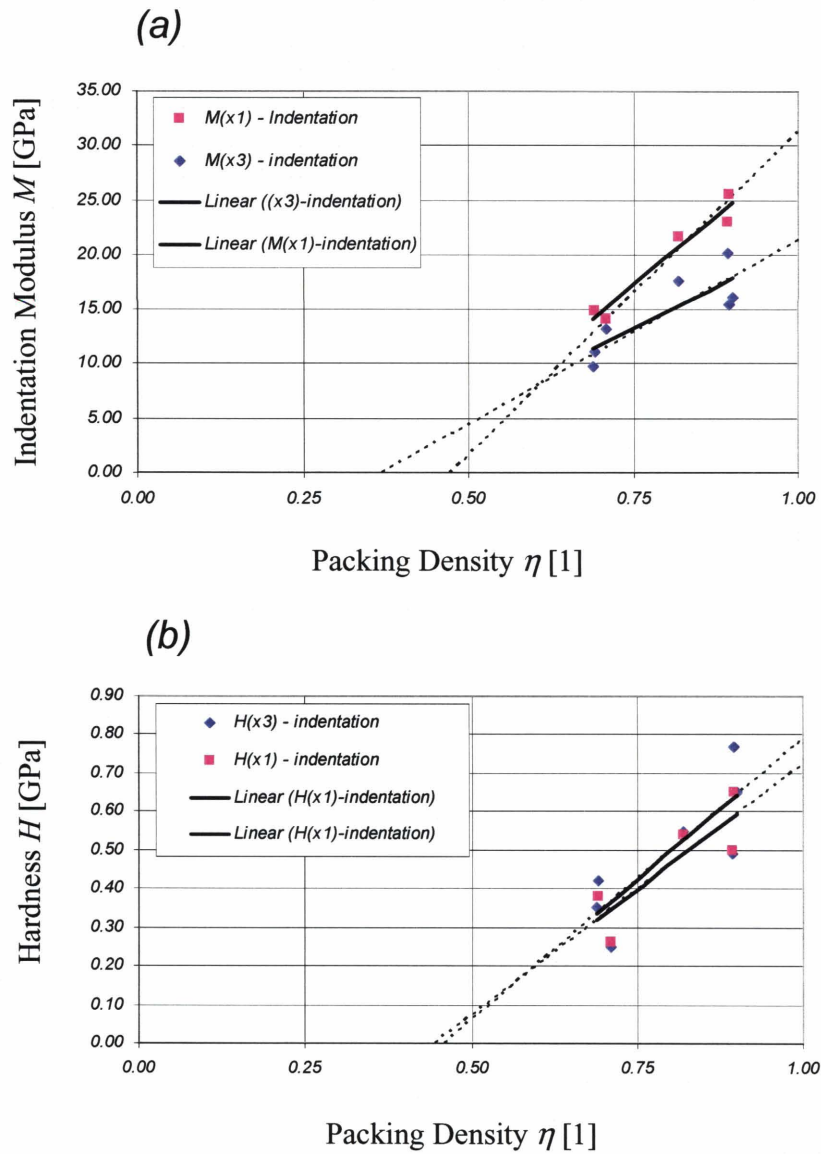 (a)
Indentation Modulus M [GPa]
35.00
30.00
25.00
20.00
15.00
10.00
5.00
0.00
M(x1) - Indentation
M(x3) - indentation
Linear ((x3)-indentation)
Linear (M(x1)-indentation)
0.00 0.25 0.50 0.75 1.00
Packing Density η [1]
(b)
Hardness H [GPa]
0.90
0.80
0.70
0.60
0.50
0.40
0.30
0.20
0.10
0.00
H(x3) - indentation
H(x1) - indentation
Linear (H(x1)-indentation)
Linear (H(x1)-indentation)
0.00 0.25 0.50 0.75 1.00
Packing Density η [1]